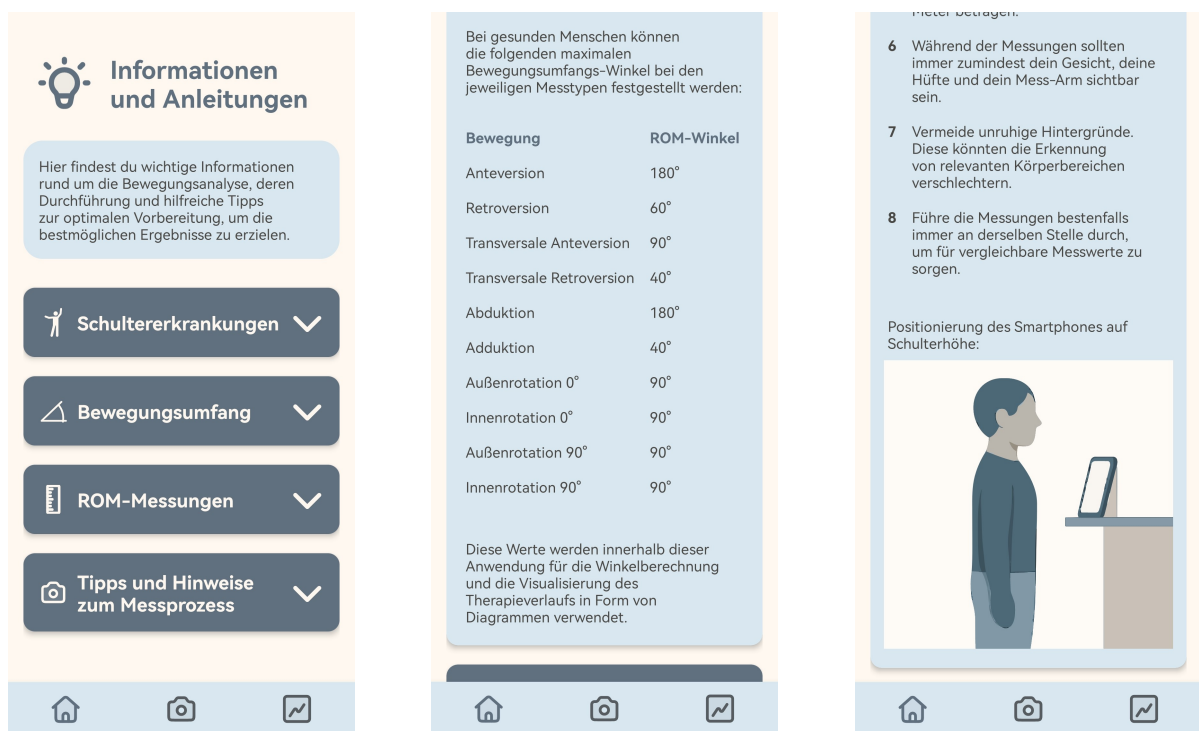 Informationen
und Anleitungen
Hier findest du wichtige Informationen
rund um die Bewegungsanalyse, deren
Durchführung und hilfreiche Tipps
zur optimalen Vorbereitung, um die
bestmöglichen Ergebnisse zu erzielen.
Schultererkrankungen
Bewegungsumfang
ROM-Messungen
Tipps und Hinweise
zum Messprozess
Bei gesunden Menschen können
die folgenden maximalen
Bewegungsumfangs-Winkel bei den
jeweiligen Messtypen festgestellt werden:
Bewegung ROM-Winkel
Anteversion 180°
Retroversion 60°
Transversale Anteversion 90°
Transversale Retroversion 40°
Abduktion 180°
Adduktion 40°
Außenrotation 0° 90°
Innenrotation 0° 90°
Außenrotation 90° 90°
Innenrotation 90° 90°
Diese Werte werden innerhalb dieser
Anwendung für die Winkelberechnung
und die Visualisierung des
Therapieverlaufs in Form von
Diagrammen verwendet.
Meter betragen.
6 Während der Messungen sollten
immer zumindest dein Gesicht, deine
Hüfte und dein Mess-Arm sichtbar
sein.
7 Vermeide unruhige Hintergründe.
Diese könnten die Erkennung
von relevanten Körperbereichen
verschlechtern.
8 Führe die Messungen bestenfalls
immer an derselben Stelle durch,
um für vergleichbare Messwerte zu
sorgen.
Positionierung des Smartphones auf
Schulterhöhe: